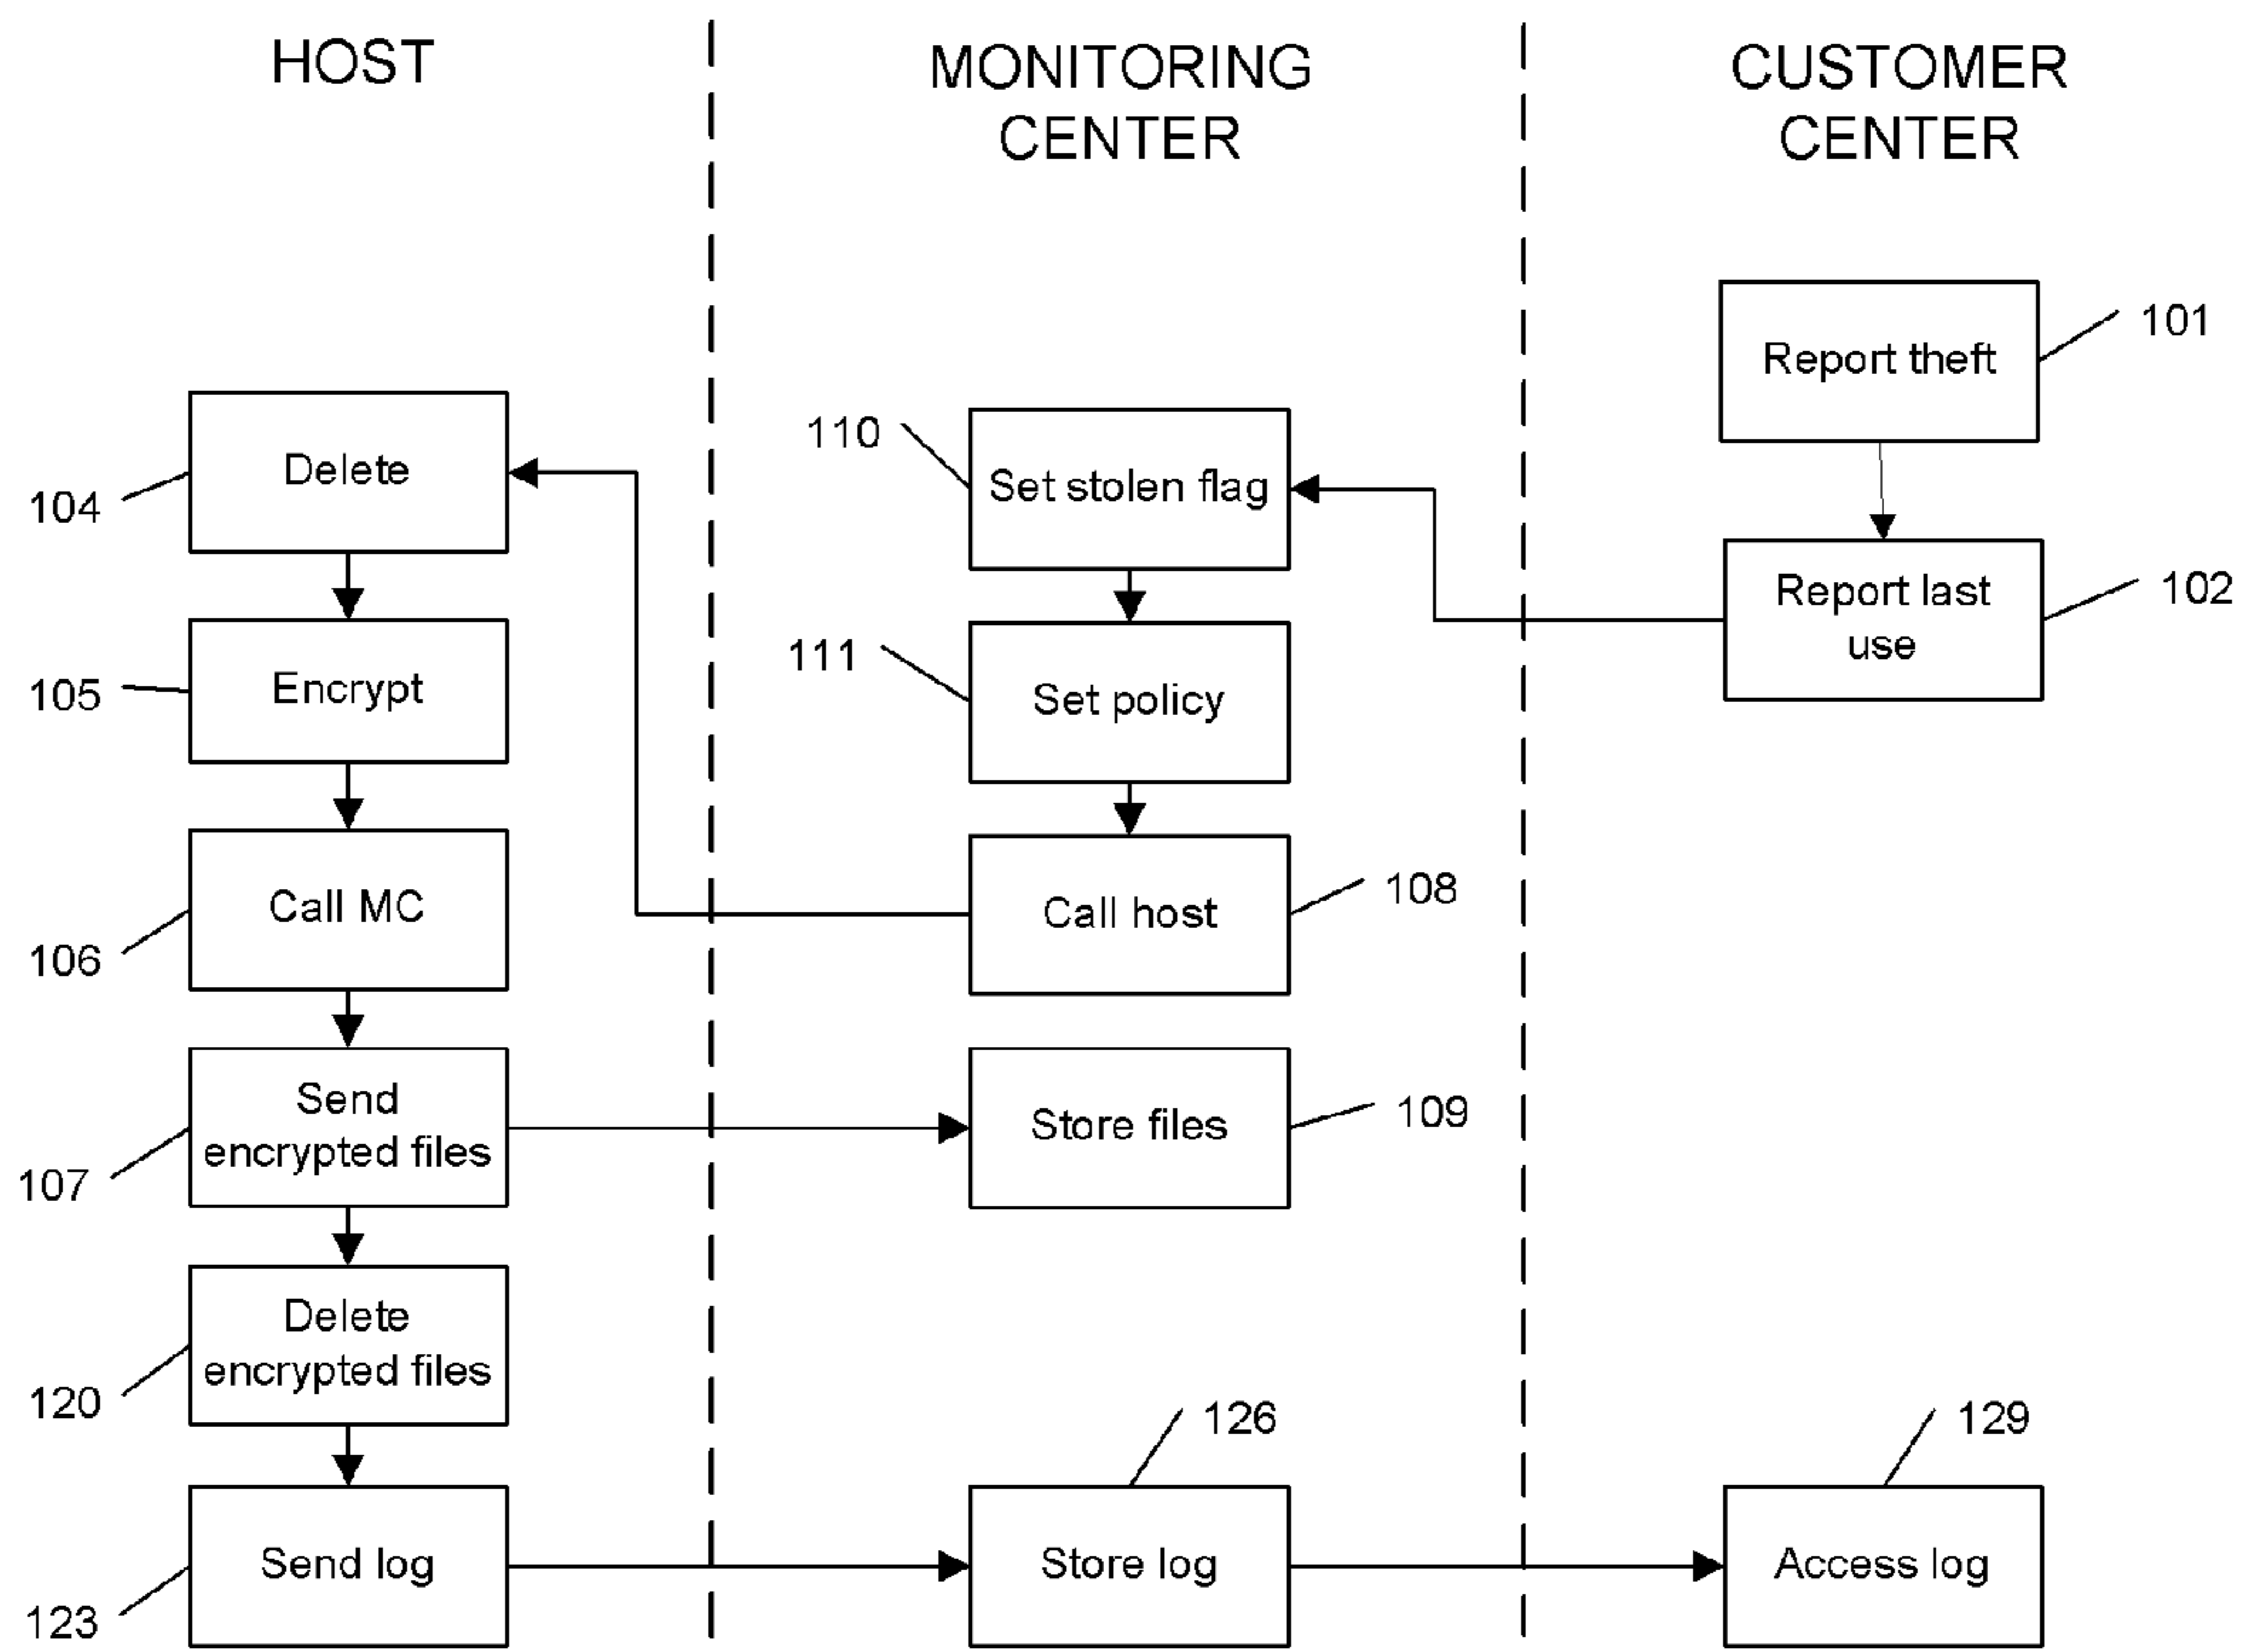 HOST
MONITORING
CENTER
CUSTOMER
CENTER
Report theft
101
Delete
104
110
Set stolen flag
Report last
use
102
Encrypt
105
111
Set policy
Call MC
106
Call host
108
Send
encrypted files
107
Store files
109
Delete
encrypted files
120
126
129
Send log
123
Store log
Access log